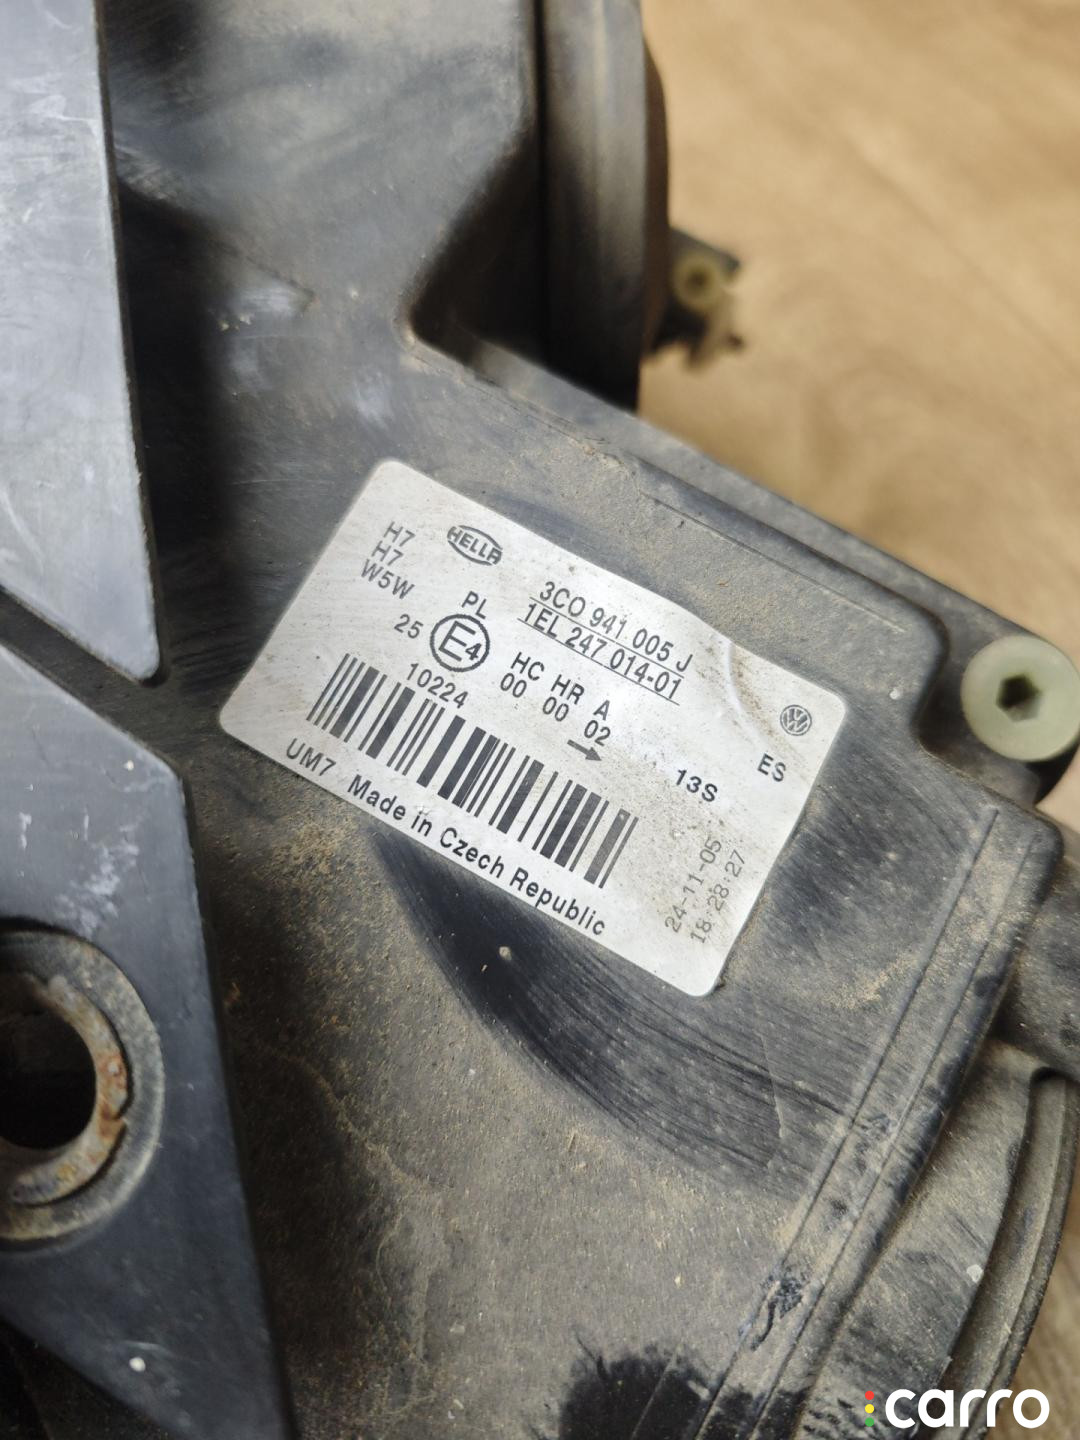 H7
H7
W5W
HELLA
3C0 941 005 J
1EL 247 014-01
PL
25
E4
10224
HC HR A
00 00 02
→
13S
ES
UM7 Made in Czech Republic
24-11-05
18:28:27
carro